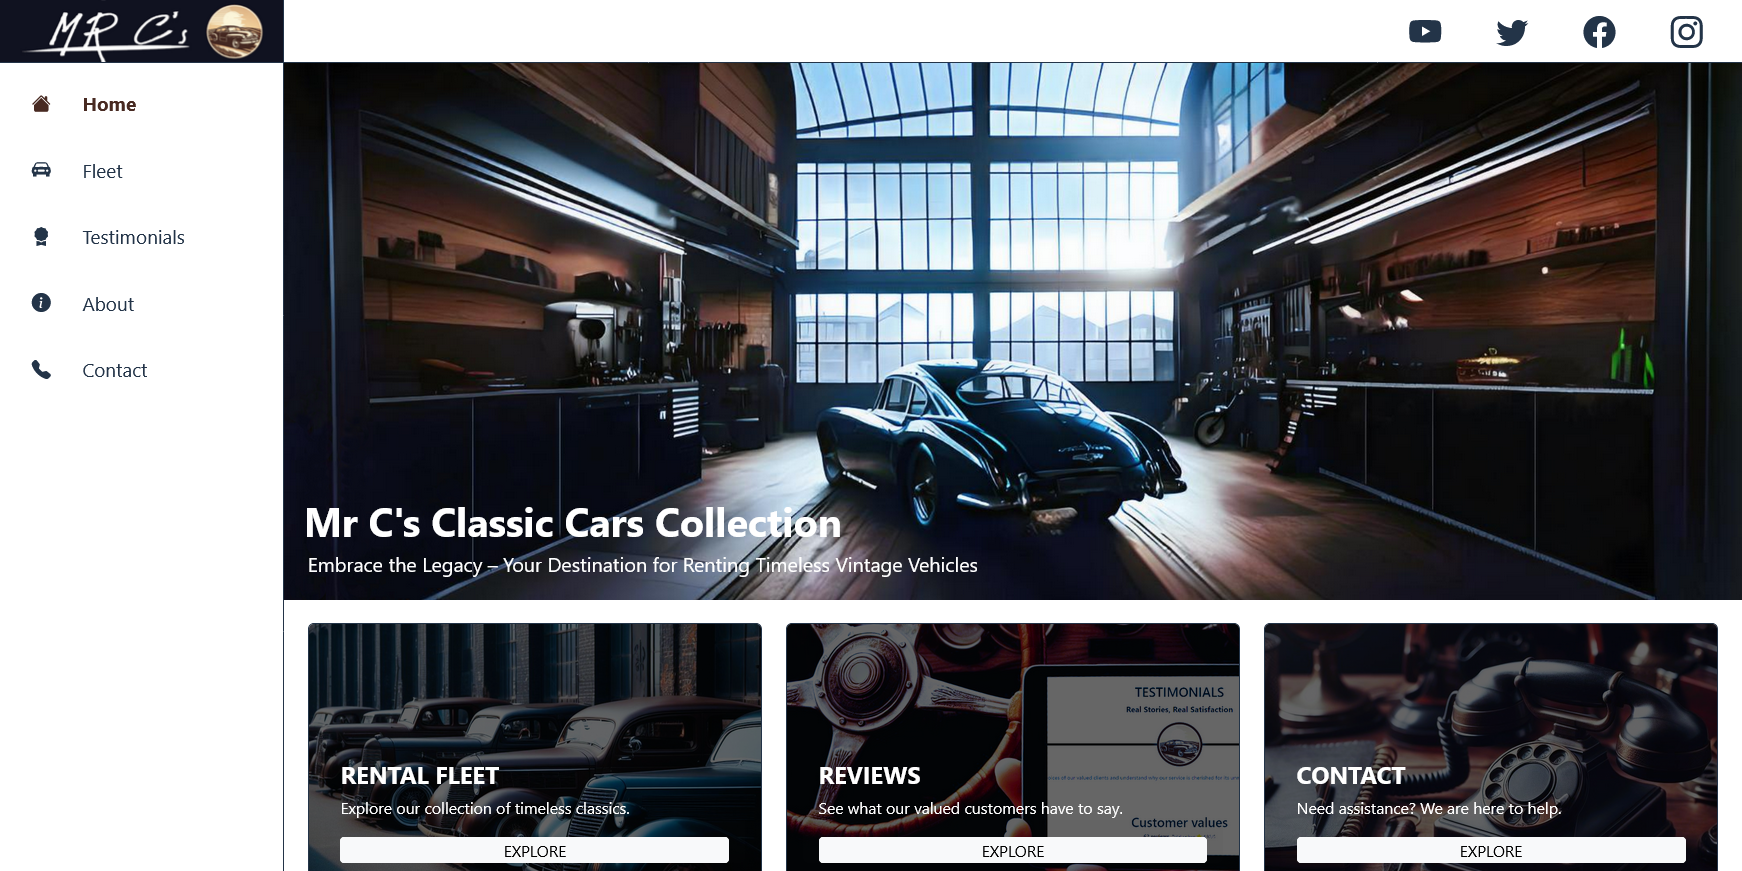 MR C's
Home
Fleet
Testimonials
About
Contact
Mr C's Classic Cars Collection
Embrace the Legacy – Your Destination for Renting Timeless Vintage Vehicles
RENTAL FLEET
Explore our collection of timeless classics.
EXPLORE
TESTIMONIALS
Real Stories, Real Satisfaction
REVIEWS
See what our valued customers have to say.
Customer values
EXPLORE
CONTACT
Need assistance? We are here to help.
EXPLORE